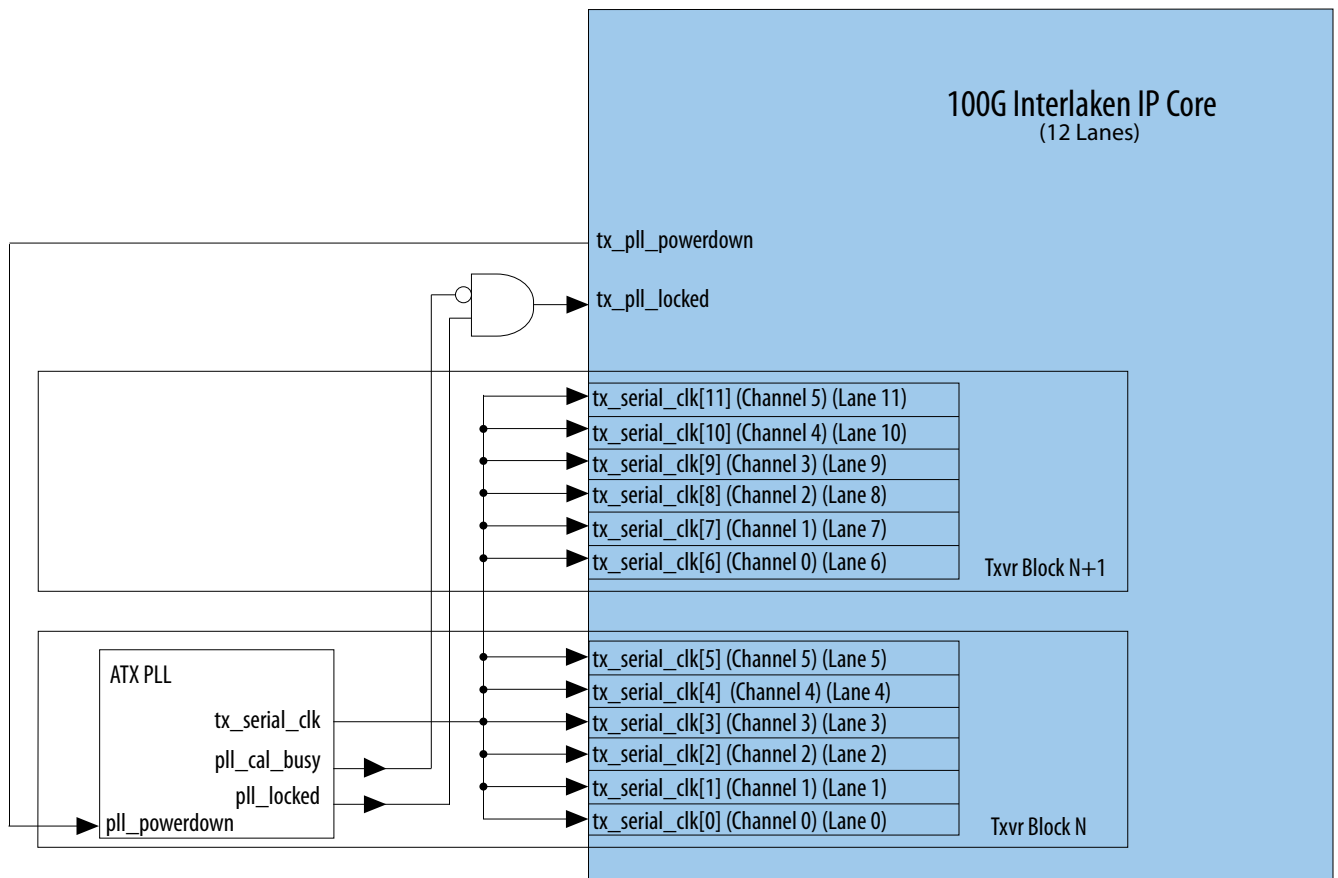 100G Interlaken IP Core
(12 Lanes)
tx_pll_powerdown
tx_pll_locked
tx_serial_clk[11] (Channel 5) (Lane 11)
tx_serial_clk[10] (Channel 4) (Lane 10)
tx_serial_clk[9] (Channel 3) (Lane 9)
tx_serial_clk[8] (Channel 2) (Lane 8)
tx_serial_clk[7] (Channel 1) (Lane 7)
tx_serial_clk[6] (Channel 0) (Lane 6)
Txvr Block N+1
ATX PLL
tx_serial_clk
pll_cal_busy
pll_locked
pll_powerdown
tx_serial_clk[5] (Channel 5) (Lane 5)
tx_serial_clk[4] (Channel 4) (Lane 4)
tx_serial_clk[3] (Channel 3) (Lane 3)
tx_serial_clk[2] (Channel 2) (Lane 2)
tx_serial_clk[1] (Channel 1) (Lane 1)
tx_serial_clk[0] (Channel 0) (Lane 0)
Txvr Block N